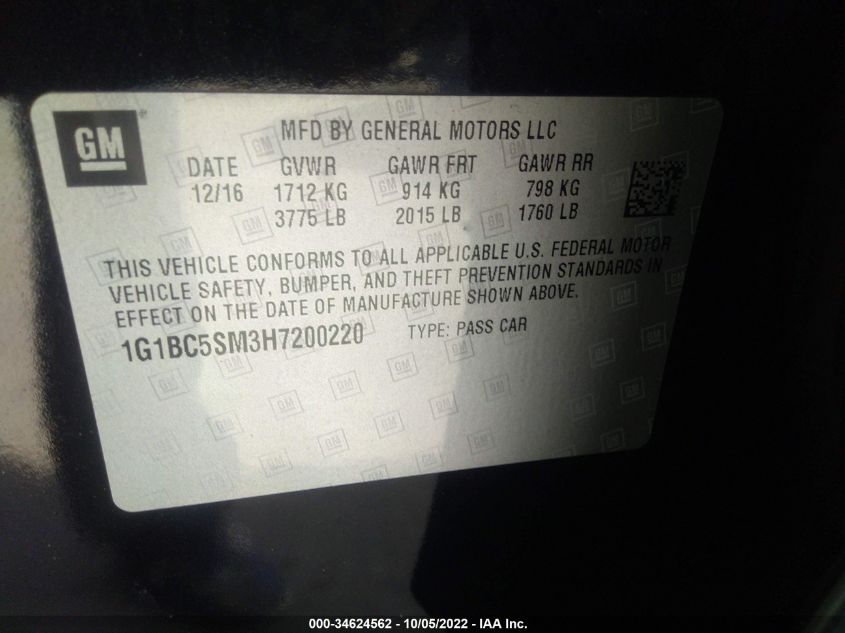 GM
MFD BY GENERAL MOTORS LLC
DATE GVWR GAWR FRT GAWR RR
12/16 1712 KG 914 KG 798 KG
3775 LB 2015 LB 1760 LB
THIS VEHICLE CONFORMS TO ALL APPLICABLE U.S. FEDERAL MOTOR
VEHICLE SAFETY, BUMPER, AND THEFT PREVENTION STANDARDS IN
EFFECT ON THE DATE OF MANUFACTURE SHOWN ABOVE.
1G1BC5SM3H7200220 TYPE: PASS CAR
000-34624562 - 10/05/2022 - IAA Inc.